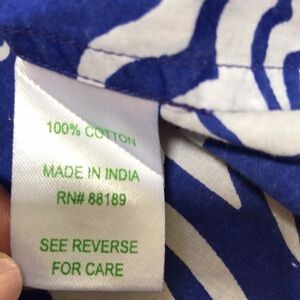 100% COTTON
MADE IN INDIA
RN# 88189
SEE REVERSE
FOR CARE